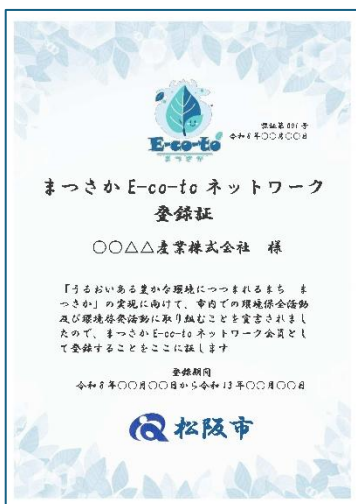 E-co-to
まつさか
登証第001号
令和8年〇〇月〇〇日
まつさかE-co-toネットワーク
登録証
〇〇△△産業株式会社 様
「うるおいある豊かな環境につつまれるまち ま
つさか」の実現に向けて、市内での環境保全活動
及び環境啓発活動に取り組むことを宣言されまし
たので、まつさかE-co-toネットワーク会員とし
て登録することをここに証します
登録期間
令和8年〇〇月〇〇日から令和13年〇〇月〇〇日
松阪市